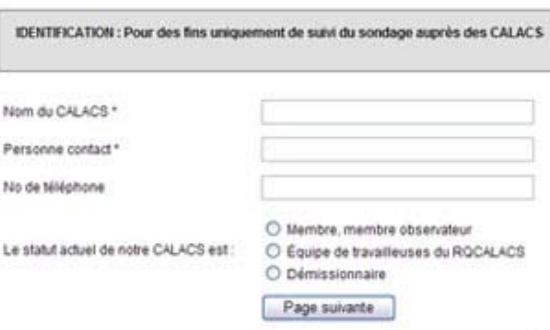 IDENTIFICATION : Pour des fins uniquement de suivi du sondage auprès des CALACS
Nom du CALACS *
Personne contact *
No de téléphone
Le statut actuel de notre CALACS est :
Membre, membre observateur
Équipe de travailleuses du RQCALACS
Démissionnaire
Page suivante